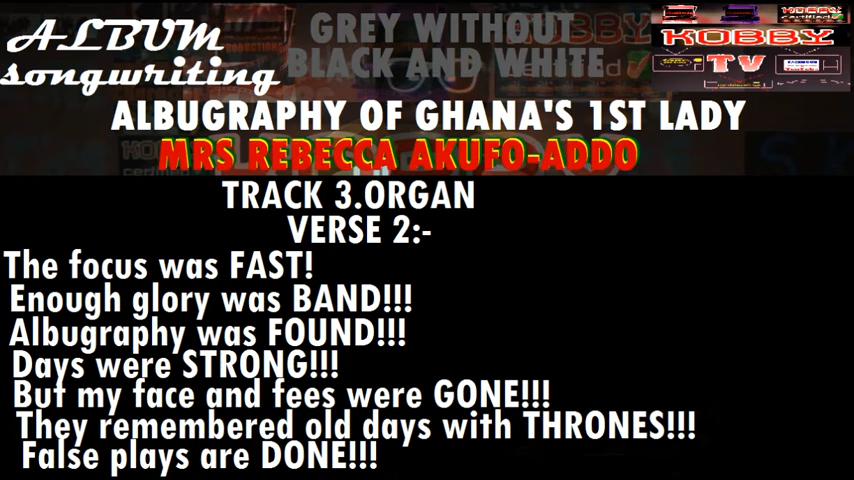 ALBUM
songwriting
GREY WITHOUT
BLACK AND WHITE
KOBBY
TV
ALBUGRAPHY OF GHANA'S 1ST LADY
MRS REBECCA AKUFO-ADDO
TRACK 3.ORGAN
VERSE 2:-
The focus was FAST!
Enough glory was BAND!!!
Albugraphy was FOUND!!!
Days were STRONG!!!
But my face and fees were GONE!!!
They remembered old days with THRONES!!!
False plays are DONE!!!